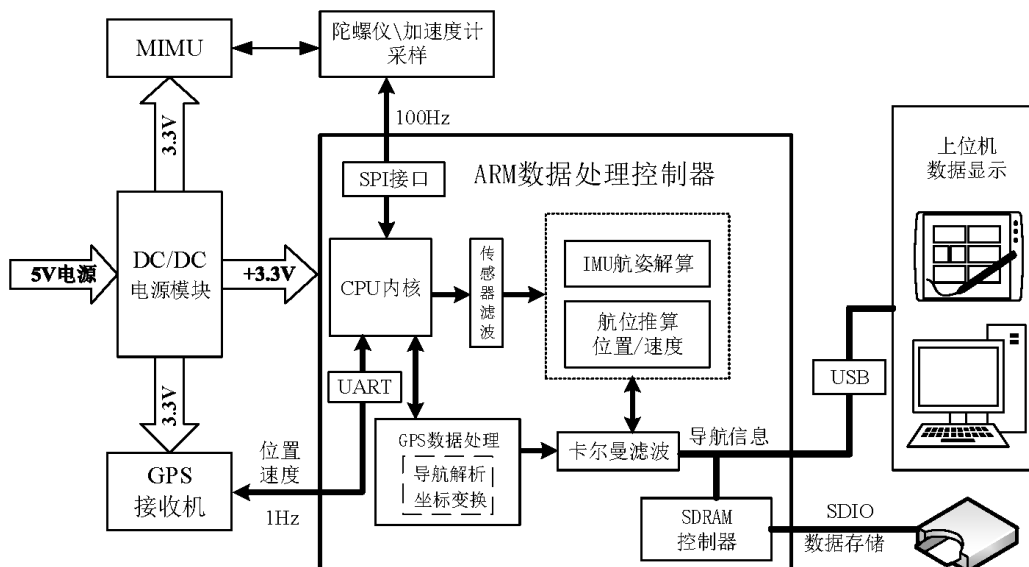 MIMU
陀螺仪\加速度计
采样
3.3V
100Hz
SPI接口
ARM数据处理控制器
上位机
数据显示
5V电源
DC/DC
电源模块
+3.3V
CPU内核
传感器滤波
IMU航姿解算
航位推算
位置/速度
3.3V
UART
USB
GPS
接收机
位置
速度
1Hz
GPS数据处理
导航解析
坐标变换
卡尔曼滤波
导航信息
SDRAM
控制器
SDIO
数据存储